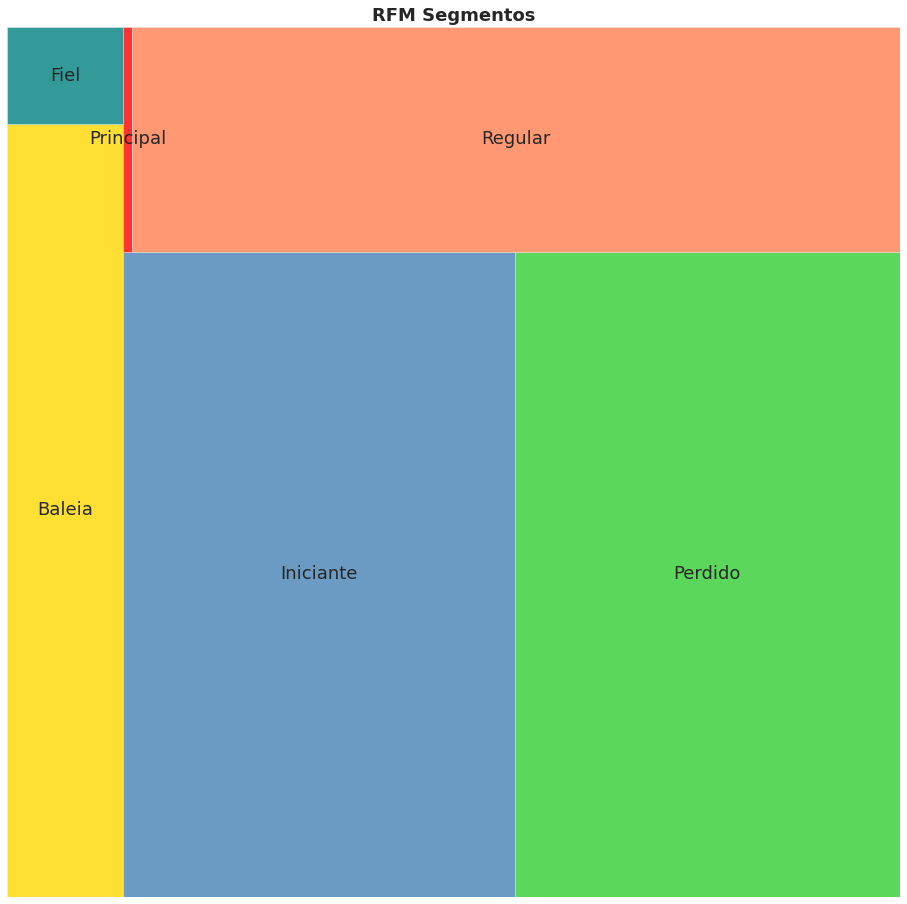 RFM Segmentos
Fiel
Principal
Regular
Baleia
Iniciante
Perdido